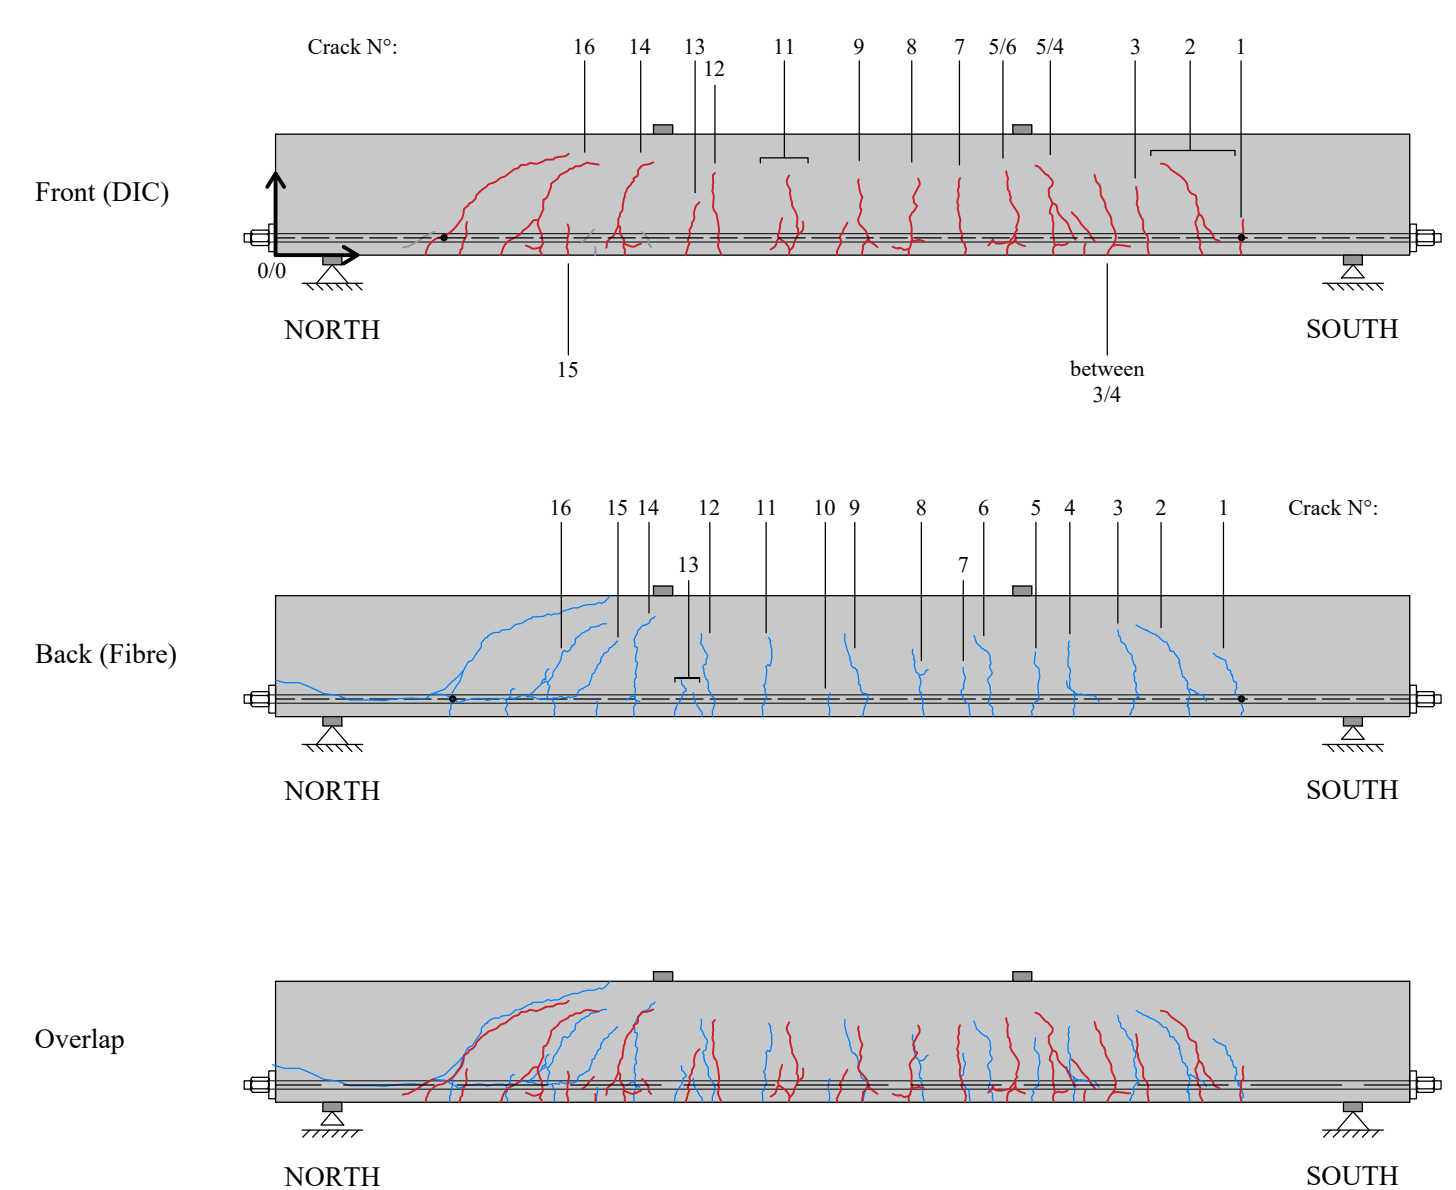 Crack N°: 16 14 13 11 9 8 7 5/6 5/4 3 2 1
12
Front (DIC)
0/0
NORTH SOUTH
15 between
3/4
16 15 14 12 11 10 9 8 6 5 4 3 2 1 Crack N°:
13 7
Back (Fibre)
NORTH SOUTH
Overlap
NORTH SOUTH